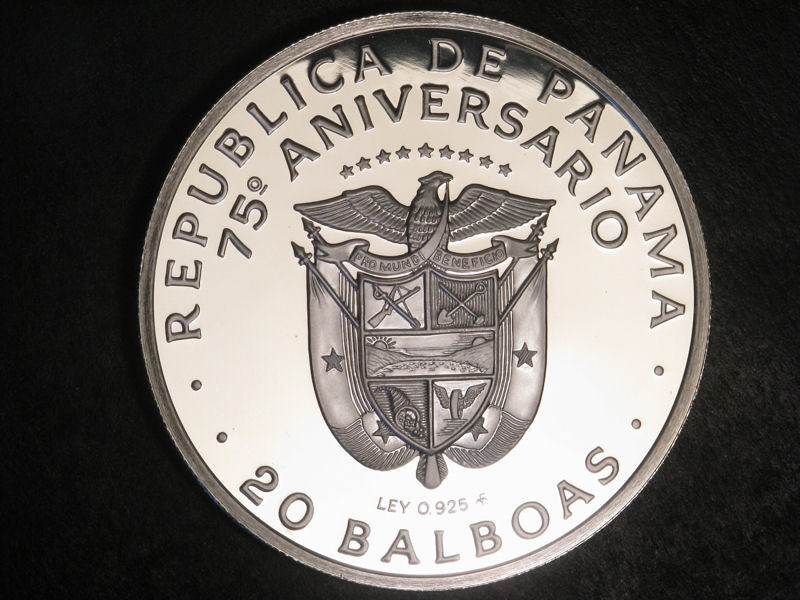 REPUBLICA DE PANAMA
75º ANIVERSARIO
PRO MUNDI BENEFICIO
LEY 0.925
20 BALBOAS